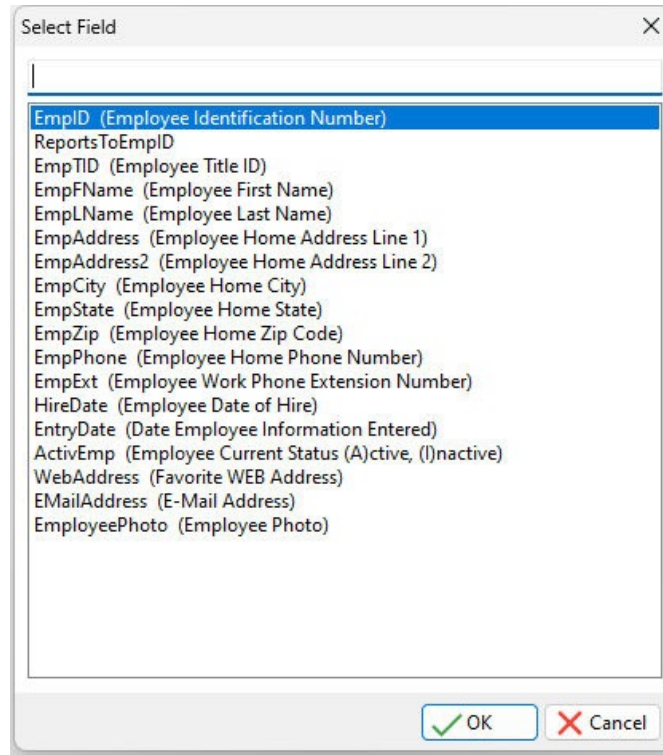 Select Field
EmpID (Employee Identification Number)
ReportsToEmpID
EmpTID (Employee Title ID)
EmpFName (Employee First Name)
EmpLName (Employee Last Name)
EmpAddress (Employee Home Address Line 1)
EmpAddress2 (Employee Home Address Line 2)
EmpCity (Employee Home City)
EmpState (Employee Home State)
EmpZip (Employee Home Zip Code)
EmpPhone (Employee Home Phone Number)
EmpExt (Employee Work Phone Extension Number)
HireDate (Employee Date of Hire)
EntryDate (Date Employee Information Entered)
ActivEmp (Employee Current Status (A)ctive, (I)nactive)
WebAddress (Favorite WEB Address)
EMailAddress (E-Mail Address)
EmployeePhoto (Employee Photo)
OK Cancel